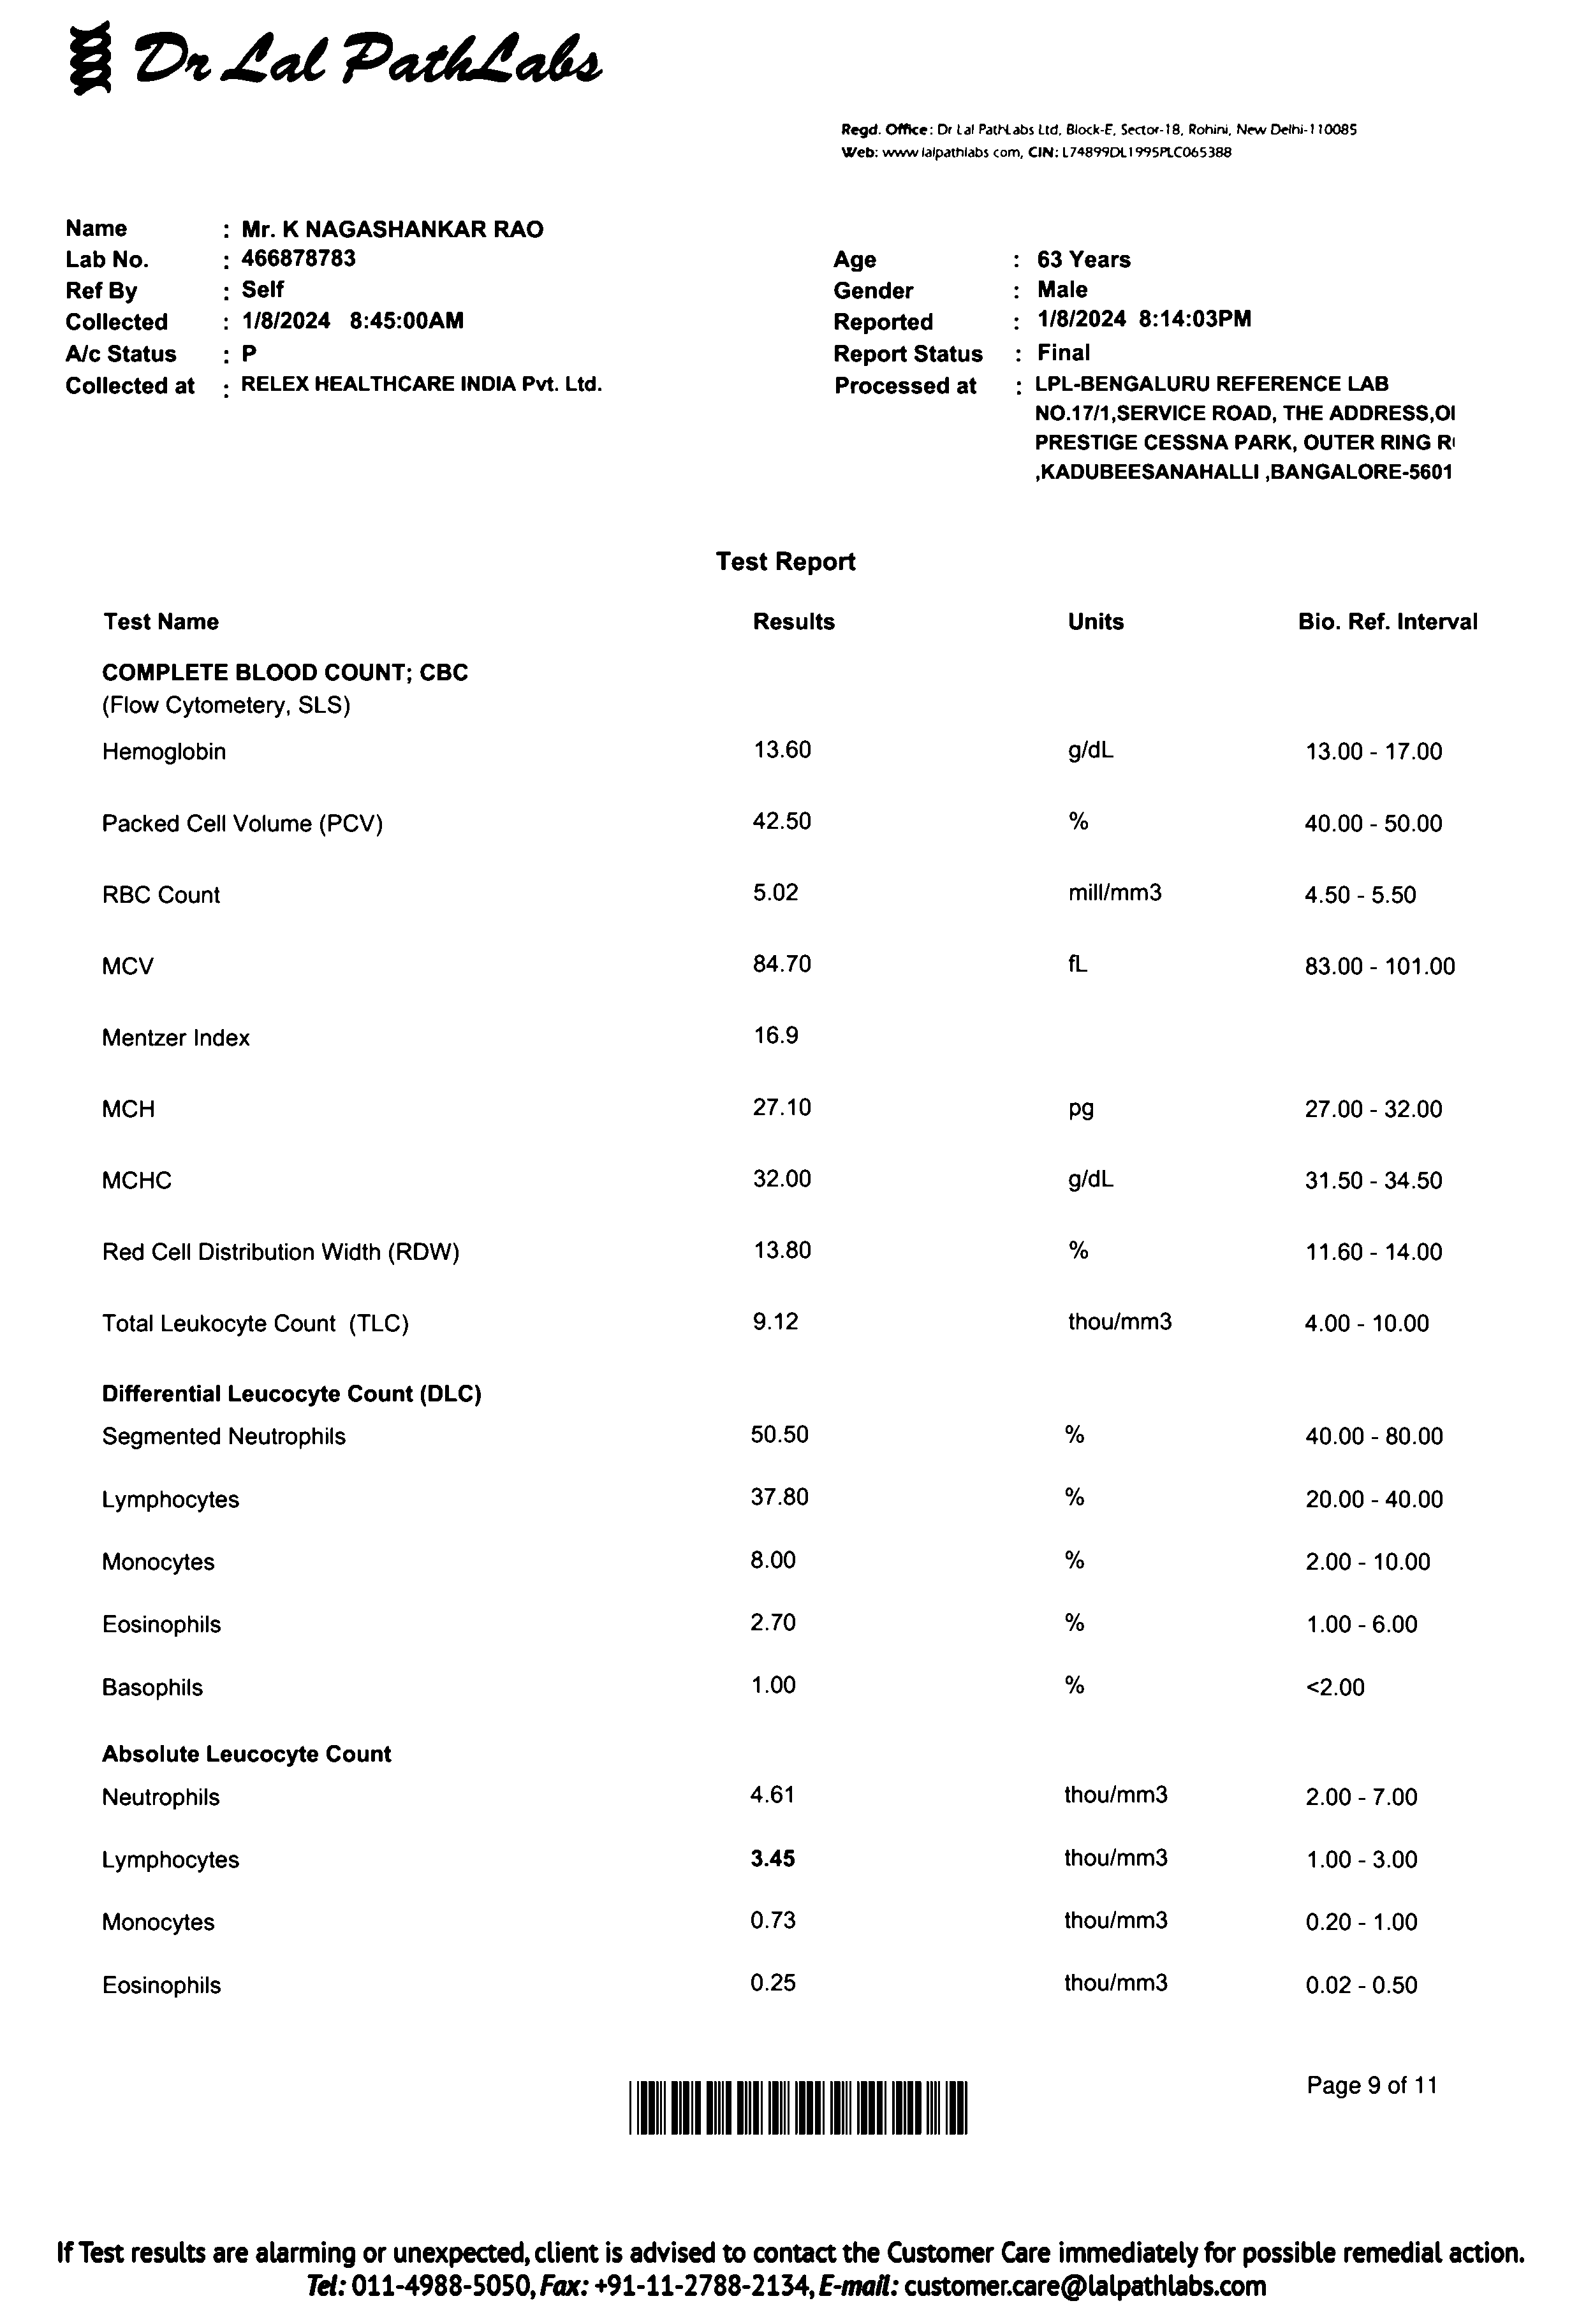 Dr Lal PathLabs
Regd. Office: Dr Lal PathLabs Ltd, Block-E, Sector-18, Rohini, New Delhi-110085
Web: www.lalpathlabs.com, CIN: L74899DL1995PLC065388
Name : Mr. K NAGASHANKAR RAO
Lab No. : 466878783 Age : 63 Years
Ref By : Self Gender : Male
Collected : 1/8/2024 8:45:00AM Reported : 1/8/2024 8:14:03PM
A/c Status : P Report Status : Final
Collected at : RELEX HEALTHCARE INDIA Pvt. Ltd. Processed at : LPL-BENGALURU REFERENCE LAB
NO.17/1,SERVICE ROAD, THE ADDRESS,
PRESTIGE CESSNA PARK, OUTER RING
,KADUBEESANAHALLI ,BANGALORE-5601
Test Report
Test Name Results Units Bio. Ref. Interval
COMPLETE BLOOD COUNT; CBC
(Flow Cytometery, SLS)
Hemoglobin 13.60 g/dL 13.00 - 17.00
Packed Cell Volume (PCV) 42.50 % 40.00 - 50.00
RBC Count 5.02 mill/mm3 4.50 - 5.50
MCV 84.70 fL 83.00 - 101.00
Mentzer Index 16.9
MCH 27.10 pg 27.00 - 32.00
MCHC 32.00 g/dL 31.50 - 34.50
Red Cell Distribution Width (RDW) 13.80 % 11.60 - 14.00
Total Leukocyte Count (TLC) 9.12 thou/mm3 4.00 - 10.00
Differential Leucocyte Count (DLC)
Segmented Neutrophils 50.50 % 40.00 - 80.00
Lymphocytes 37.80 % 20.00 - 40.00
Monocytes 8.00 % 2.00 - 10.00
Eosinophils 2.70 % 1.00 - 6.00
Basophils 1.00 % <2.00
Absolute Leucocyte Count
Neutrophils 4.61 thou/mm3 2.00 - 7.00
Lymphocytes 3.45 thou/mm3 1.00 - 3.00
Monocytes 0.73 thou/mm3 0.20 - 1.00
Eosinophils 0.25 thou/mm3 0.02 - 0.50
Page 9 of 11
If Test results are alarming or unexpected, client is advised to contact the Customer Care immediately for possible remedial action.
Tel: 011-4988-5050, Fax: +91-11-2788-2134, E-mail: customer.care@lalpathlabs.com